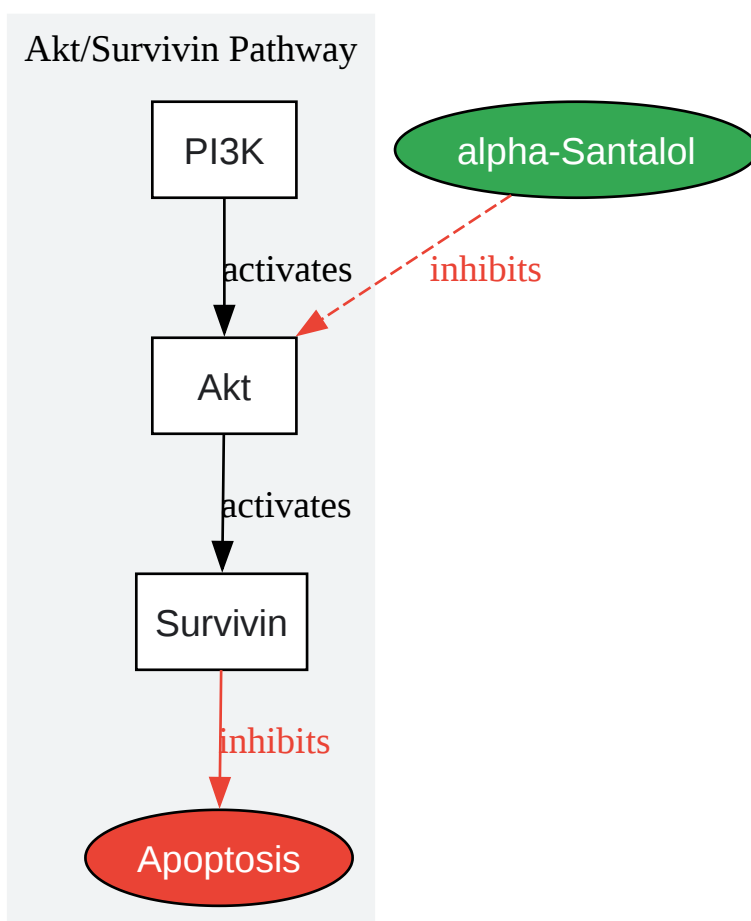 Akt/Survivin Pathway
PI3K
alpha-Santalol
activates
inhibits
Akt
activates
Survivin
inhibits
Apoptosis